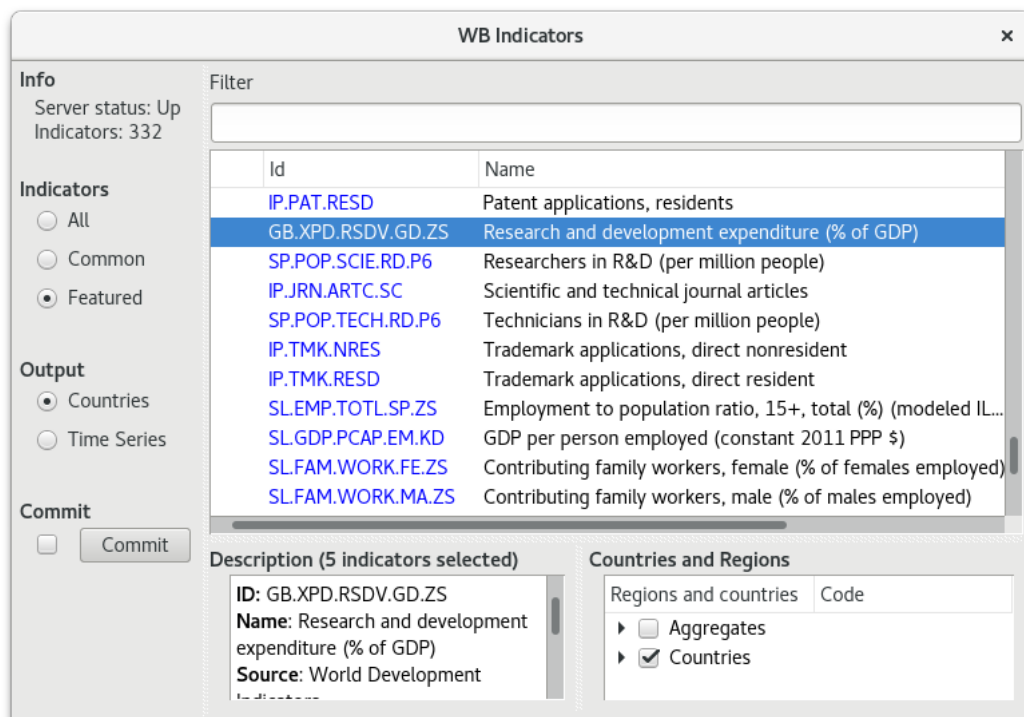 WB Indicators ×
Info
Server status: Up
Indicators: 332
Indicators
All
Common
Featured
Output
Countries
Time Series
Commit
Commit
Filter
Id Name
IP.PAT.RESD Patent applications, residents
GB.XPD.RSDV.GD.ZS Research and development expenditure (% of GDP)
SP.POP.SCIE.RD.P6 Researchers in R&D (per million people)
IP.JRN.ARTC.SC Scientific and technical journal articles
SP.POP.TECH.RD.P6 Technicians in R&D (per million people)
IP.TMK.NRES Trademark applications, direct nonresident
IP.TMK.RESD Trademark applications, direct resident
SL.EMP.TOTL.SP.ZS Employment to population ratio, 15+, total (%) (modeled IL...
SL.GDP.PCAP.EM.KD GDP per person employed (constant 2011 PPP $)
SL.FAM.WORK.FE.ZS Contributing family workers, female (% of females employed)
SL.FAM.WORK.MA.ZS Contributing family workers, male (% of males employed)
Description (5 indicators selected)
ID: GB.XPD.RSDV.GD.ZS
Name: Research and development
expenditure (% of GDP)
Source: World Development
Countries and Regions
Regions and countries Code
Aggregates
Countries